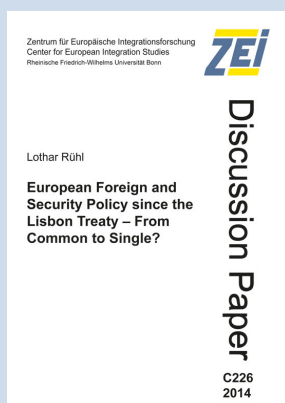 Zentrum für Europäische Integrationsforschung
Center for European Integration Studies
Rheinische Friedrich-Wilhelms Universität Bonn
ZEI
Discussion Paper
Lothar Rühl
European Foreign and
Security Policy since the
Lisbon Treaty – From
Common to Single?
C226
2014